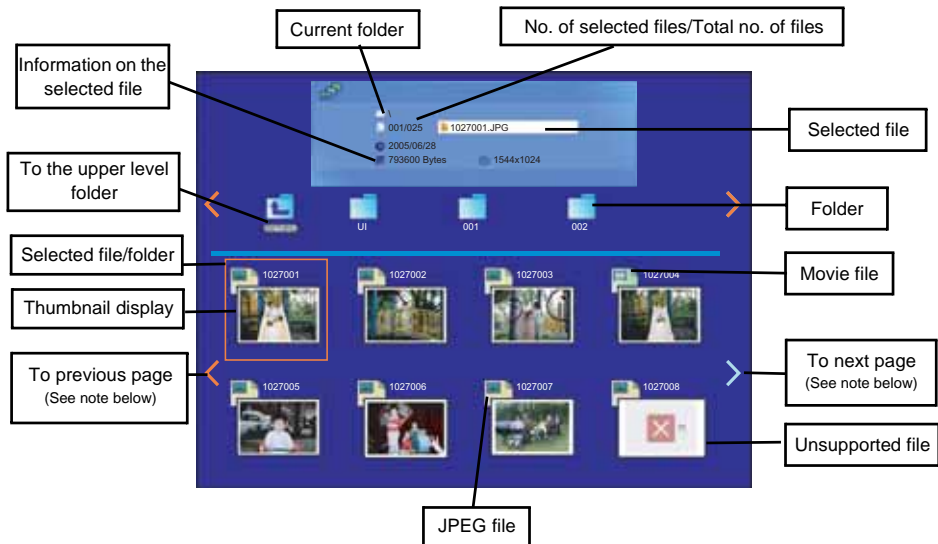 Current folder
No. of selected files/Total no. of files
Information on the
selected file
\
001/025
1027001.JPG
Selected file
2005/06/28
793600 Bytes
1544x1024
To the upper level
folder
UI
001
002
Folder
Selected file/folder
1027001
1027002
1027003
1027004
Movie file
Thumbnail display
To previous page
(See note below)
To next page
(See note below)
1027005
1027006
1027007
1027008
Unsupported file
JPEG file